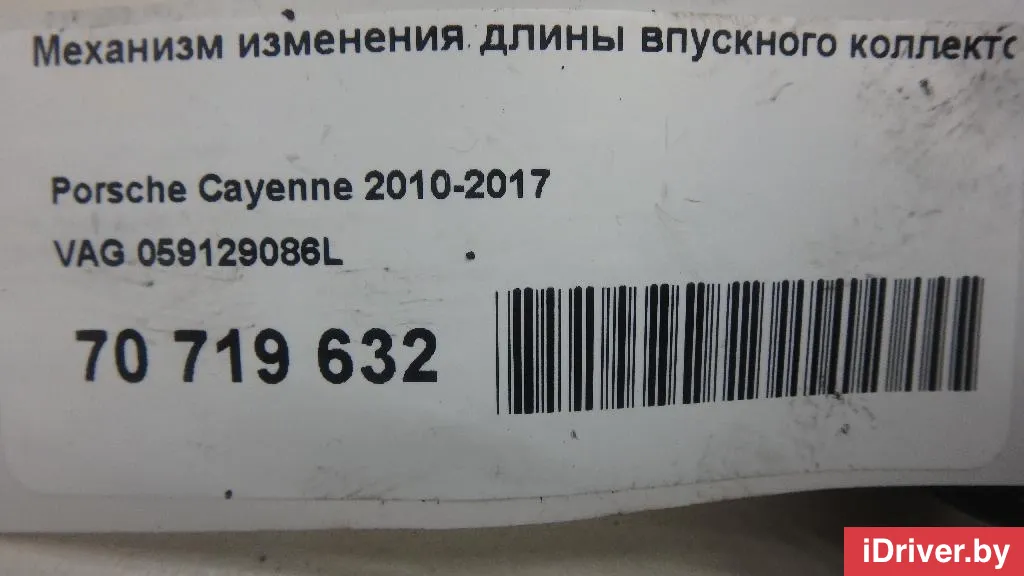 Механизм изменения длины впускного коллекто
Porsche Cayenne 2010-2017
VAG 059129086L
70 719 632
iDriver.by